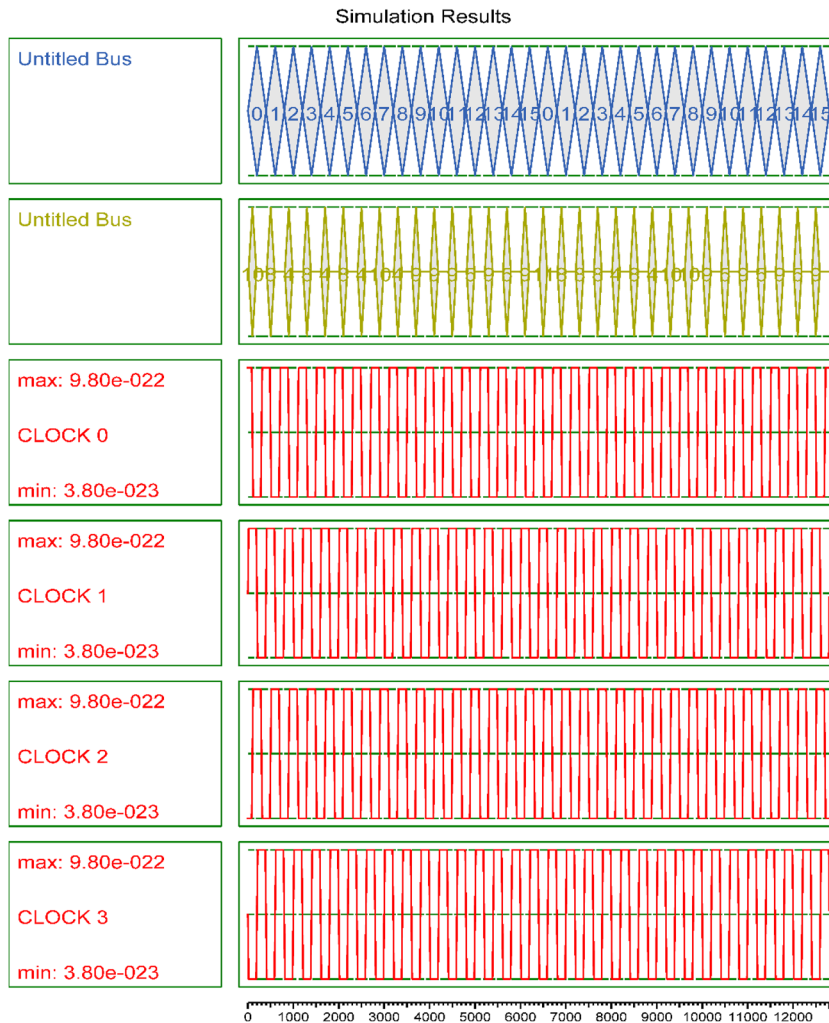 Simulation Results
Untitled Bus
0 1 2 3 4 5 6 7 8 9 10 11 12 13 14 15 0 1 2 3 4 5 6 7 8 9 10 11 12 13 14 15
Untitled Bus
max: 9.80e-022
CLOCK 0
min: 3.80e-023
max: 9.80e-022
CLOCK 1
min: 3.80e-023
max: 9.80e-022
CLOCK 2
min: 3.80e-023
max: 9.80e-022
CLOCK 3
min: 3.80e-023
0 1000 2000 3000 4000 5000 6000 7000 8000 9000 10000 11000 12000